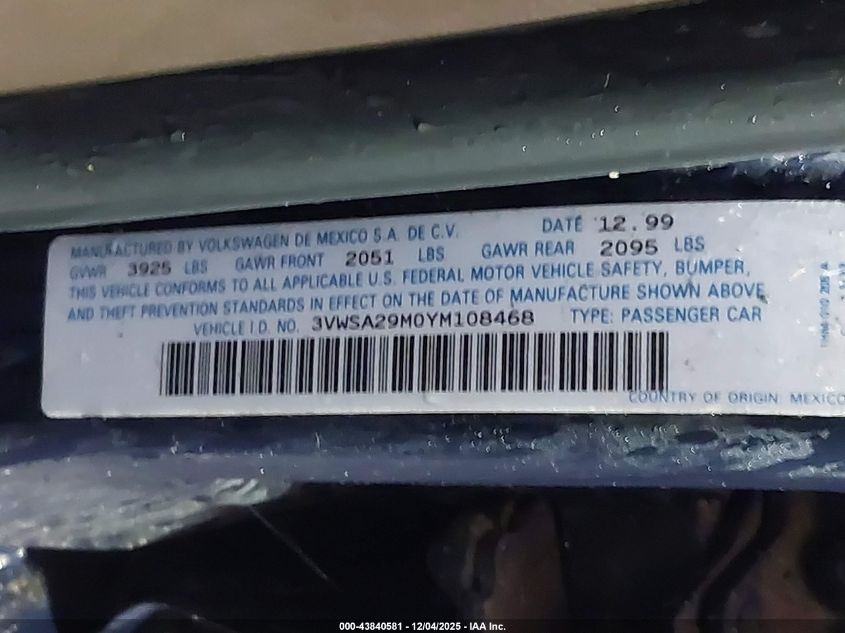 MANUFACTURED BY VOLKSWAGEN DE MEXICO S.A. DE C.V. DATE 12.99
GVWR 3925 LBS GAWR FRONT 2051 LBS GAWR REAR 2095 LBS
THIS VEHICLE CONFORMS TO ALL APPLICABLE U.S. FEDERAL MOTOR VEHICLE SAFETY, BUMPER,
AND THEFT PREVENTION STANDARDS IN EFFECT ON THE DATE OF MANUFACTURE SHOWN ABOVE
VEHICLE I.D. NO. 3VWSA29M0YM108468 TYPE: PASSENGER CAR
COUNTRY OF ORIGIN: MEXICO
000-43840581 - 12/04/2025 - IAA Inc.